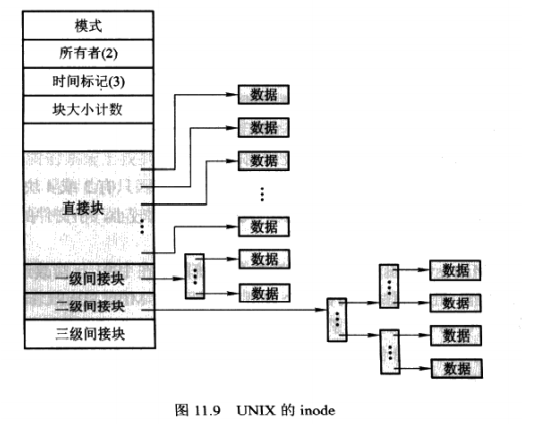 模式
所有者(2)
时间标记(3)
块大小计数
直接块
一级间接块
二级间接块
三级间接块
数据
数据
数据
数据
数据
数据
数据
数据
数据
数据
图 11.9 UNIX 的 inode